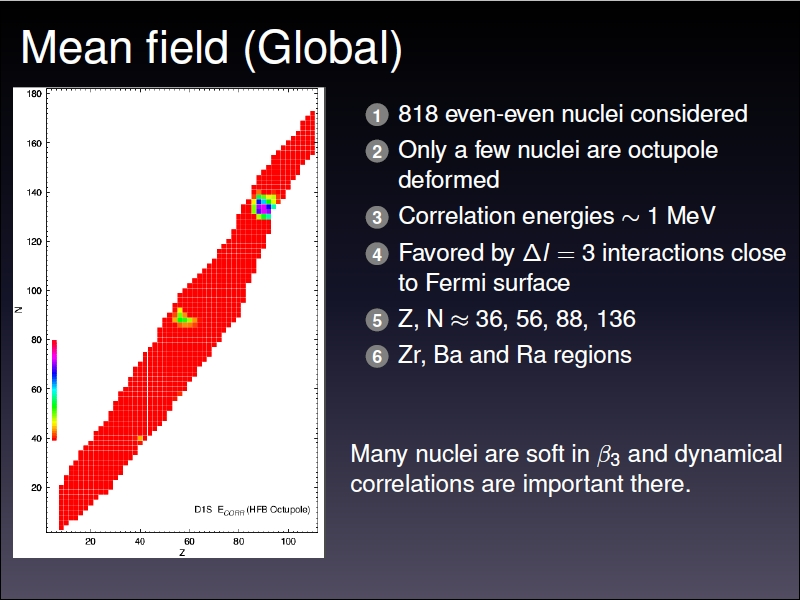 Mean field (Global)
180
160
140
120
100
80
60
40
20
N
20 40 60 80 100
Z
D1S E_CORR (HFB Octupole)
1 818 even-even nuclei considered
2 Only a few nuclei are octupole
deformed
3 Correlation energies ∼ 1 MeV
4 Favored by Δl = 3 interactions close
to Fermi surface
5 Z, N ≈ 36, 56, 88, 136
6 Zr, Ba and Ra regions
Many nuclei are soft in β₃ and dynamical
correlations are important there.